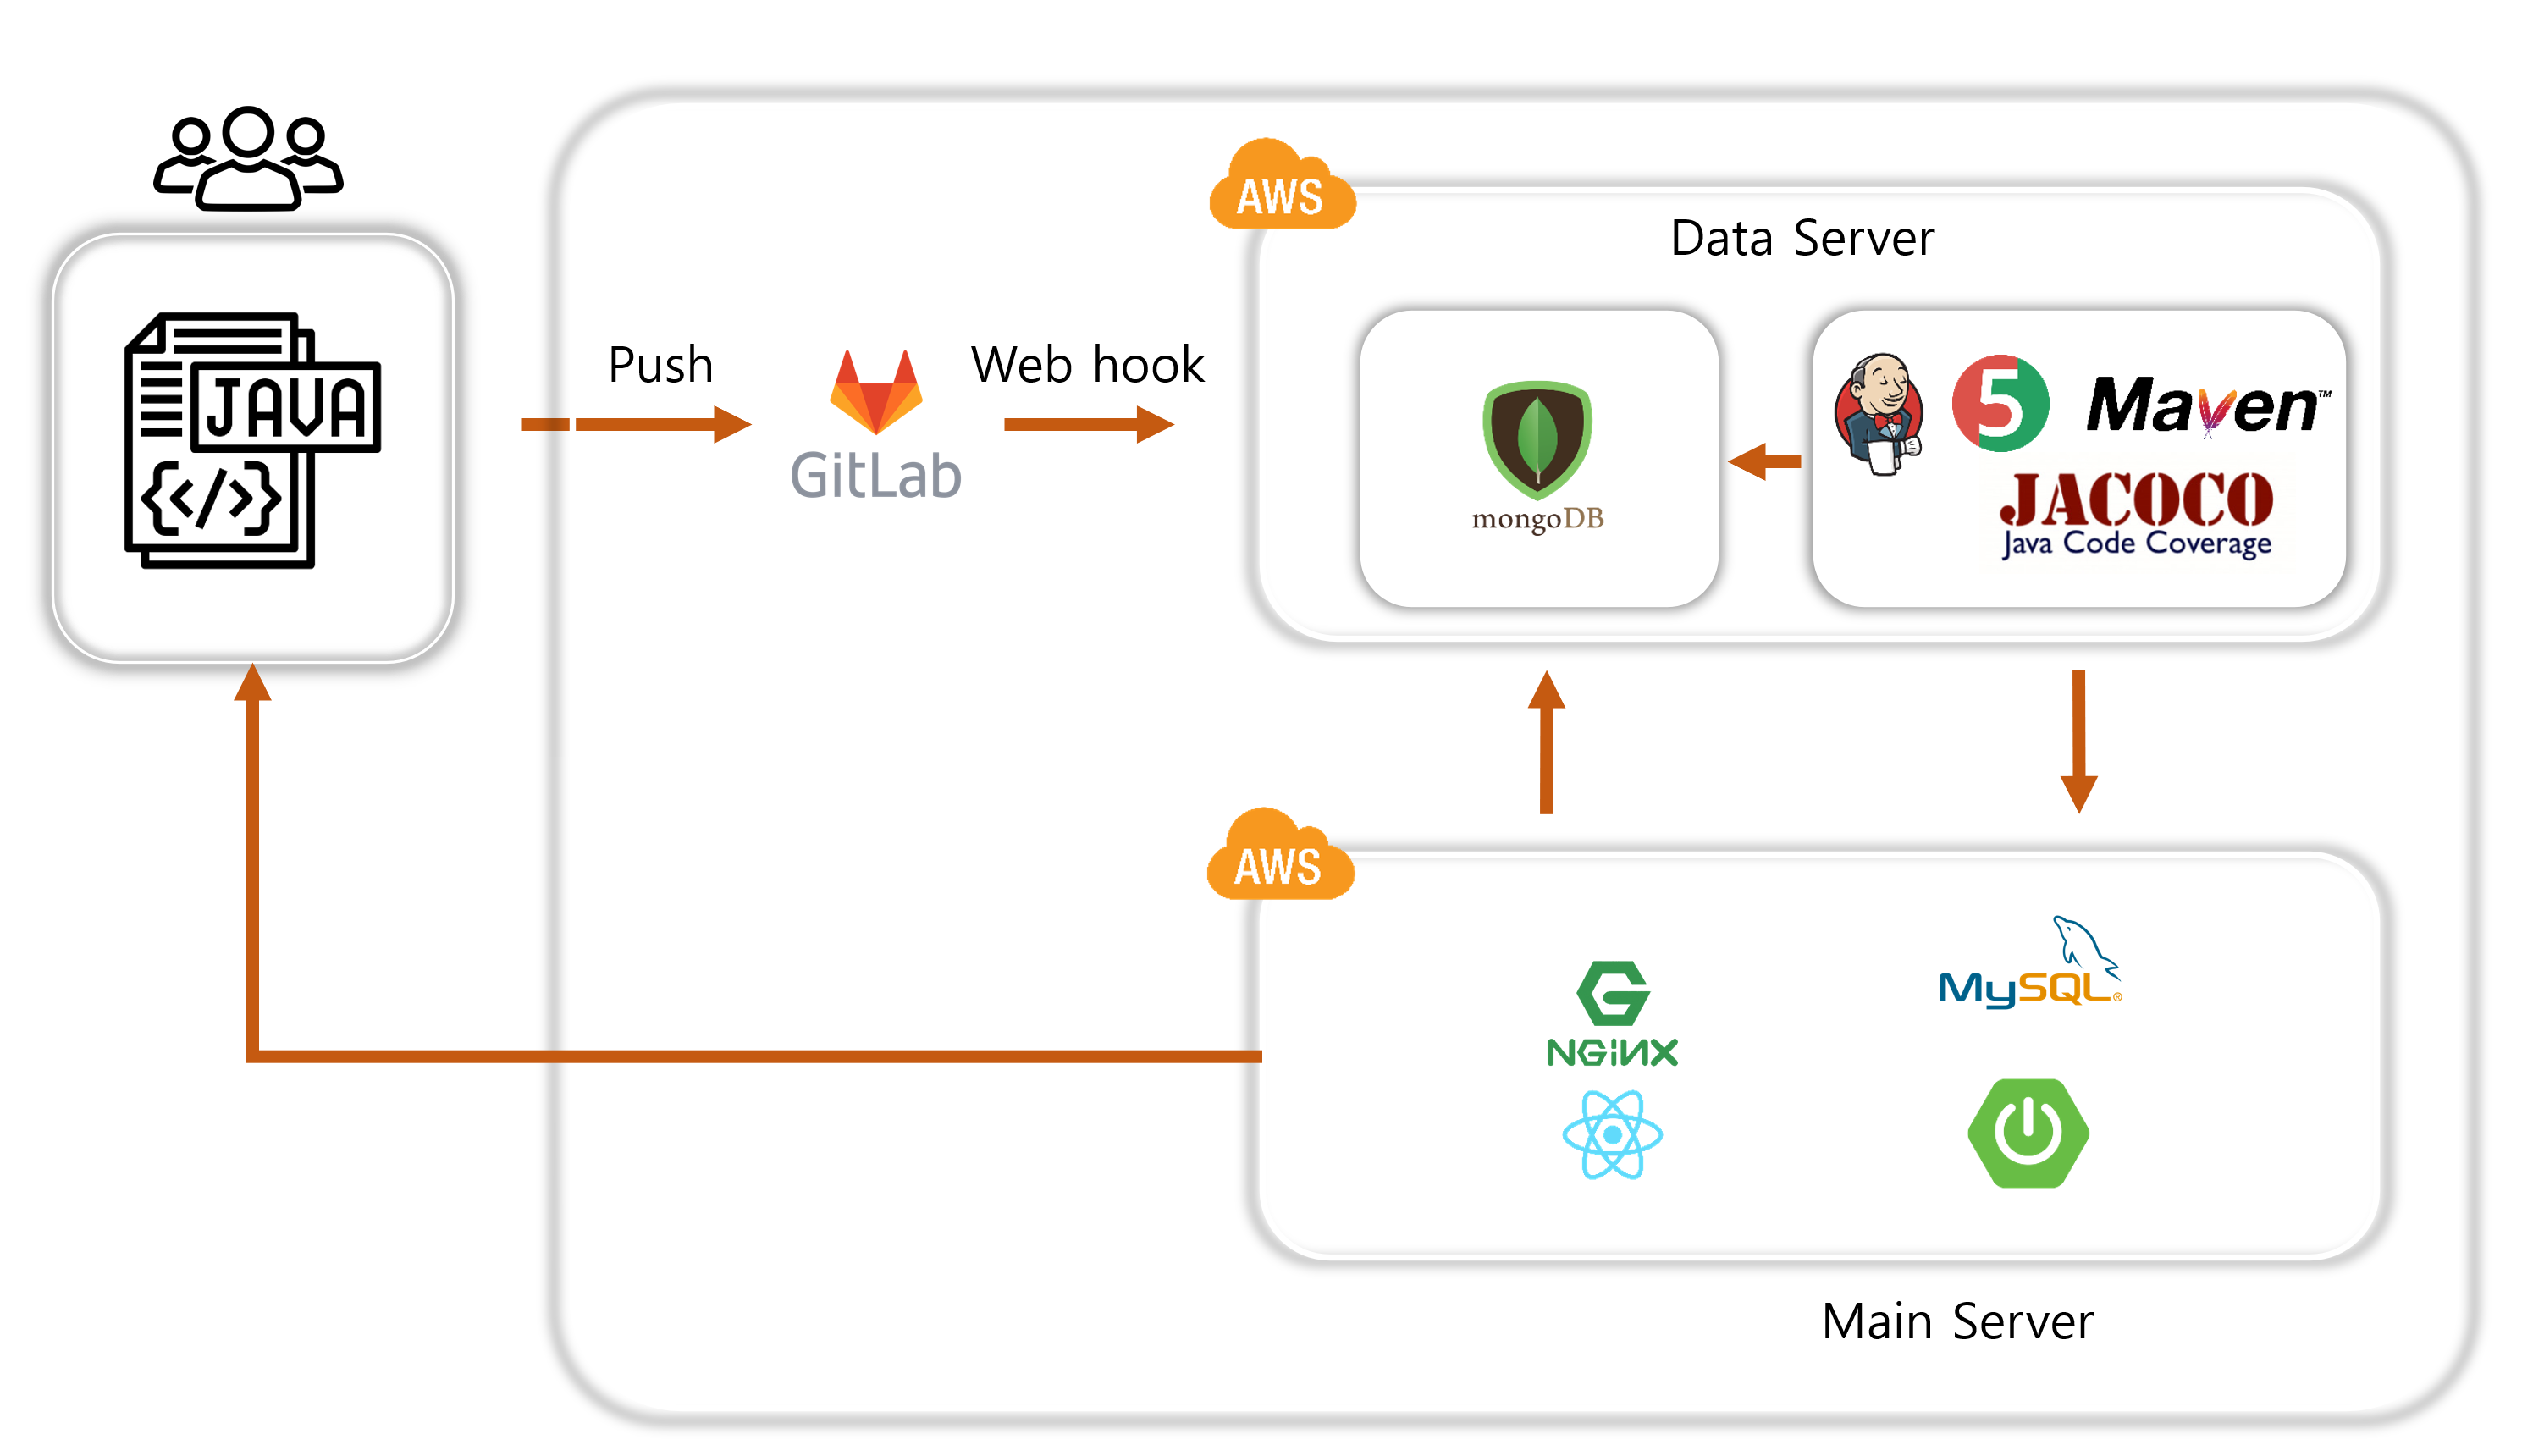 AWS
Data Server
JAVA
</>
Push
GitLab
Web hook
mongoDB
5
Maven™
JACOCO
Java Code Coverage
AWS
MySQL®
NGiNX
Main Server